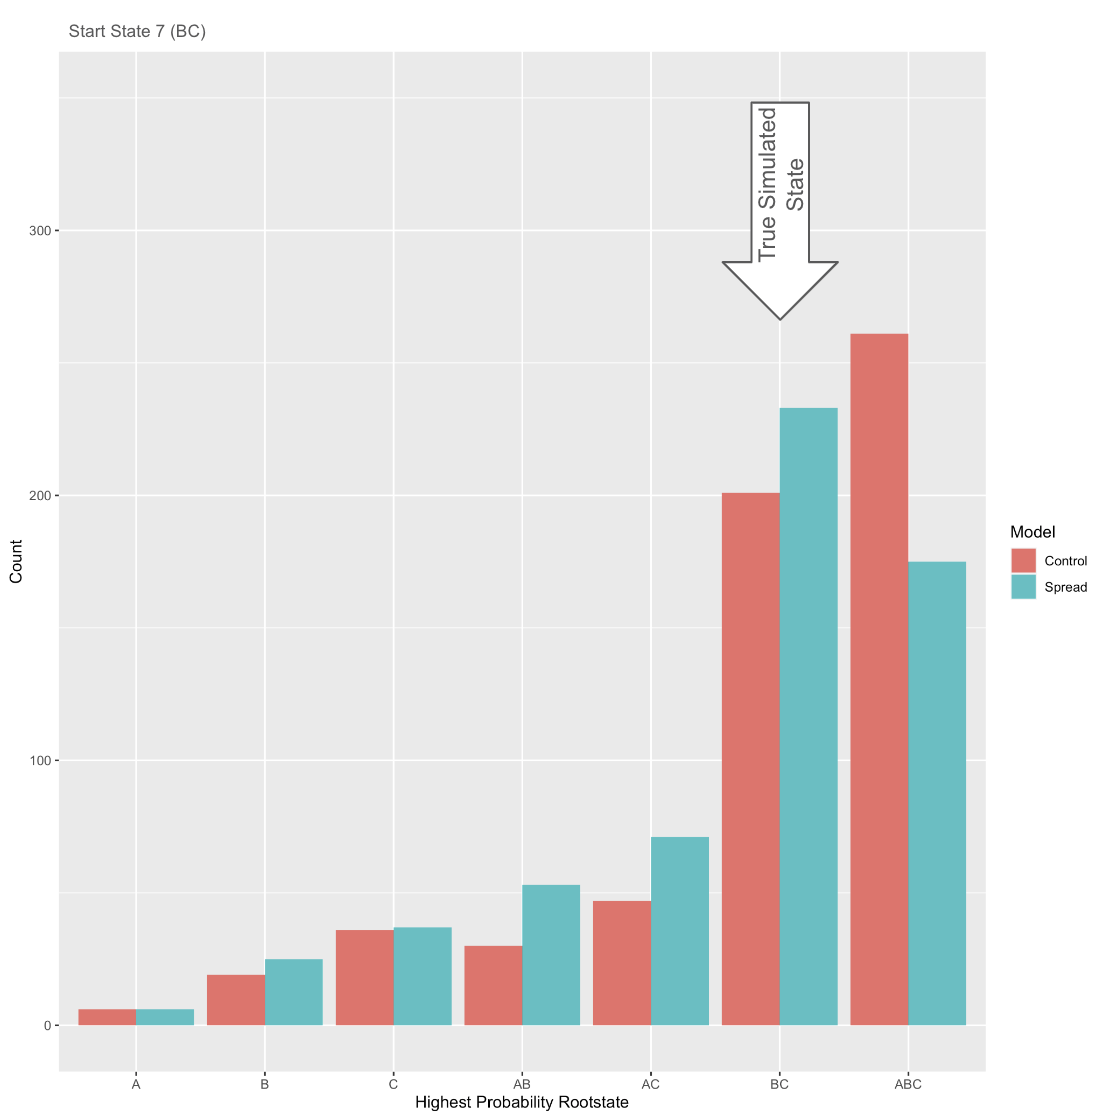 Start State 7 (BC)
True Simulated
State
300
200
100
0
Count
A B C AB AC BC ABC
Highest Probability Rootstate
Model
Control
Spread